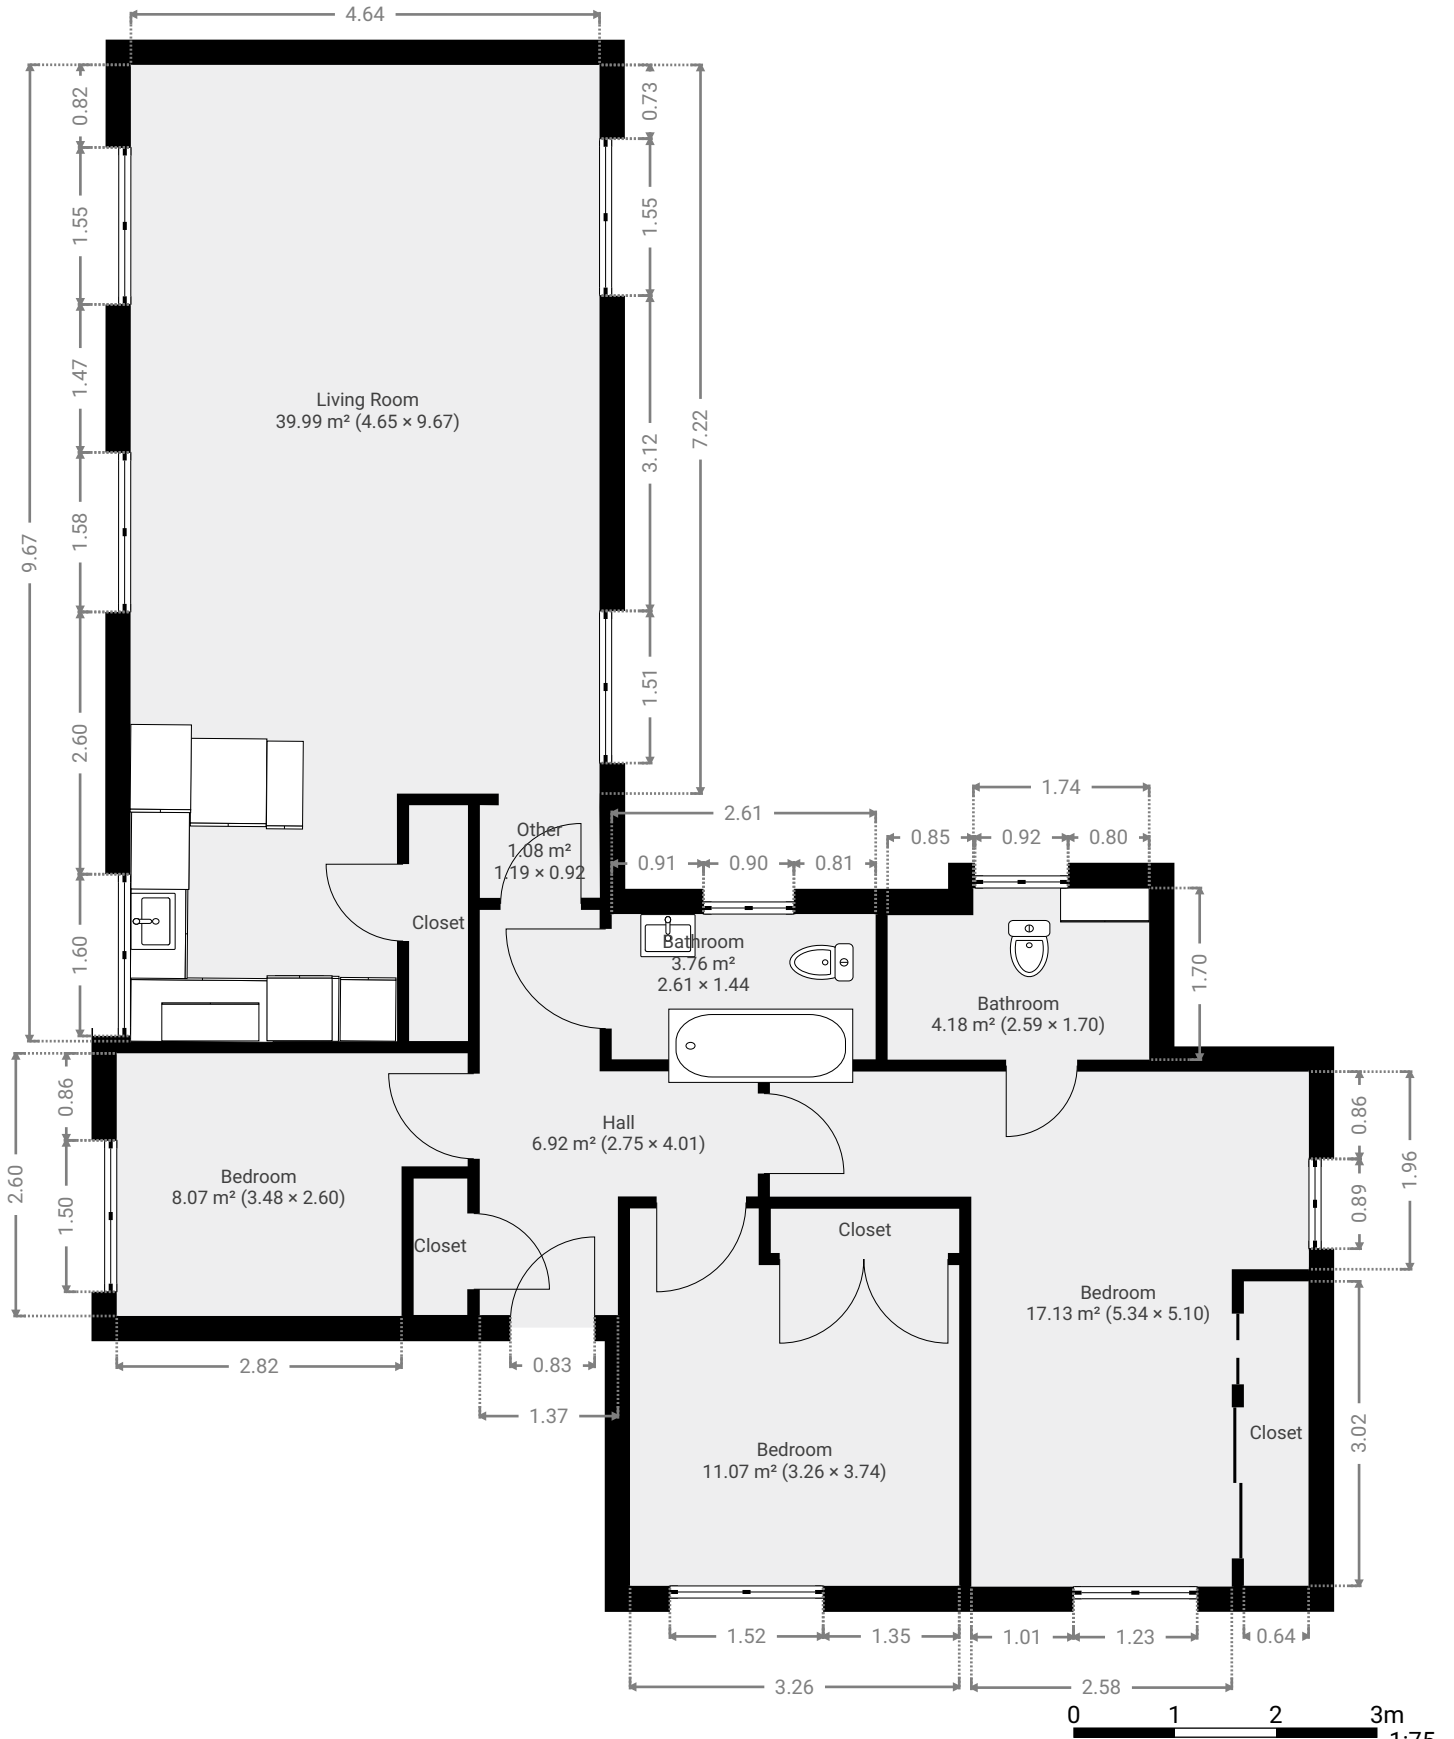 4.64
0.82
0.73
1.55
1.55
1.47
Living Room
39.99 m² (4.65 × 9.67)
7.22
3.12
9.67
1.58
1.51
2.60
1.74
2.61
Other
1.08 m²
1.19 × 0.92
0.85
0.92
0.80
0.91
0.90
0.81
Closet
1.60
Bathroom
3.76 m²
2.61 × 1.44
1.70
Bathroom
4.18 m² (2.59 × 1.70)
0.86
0.86
Hall
6.92 m² (2.75 × 4.01)
1.96
2.60
Bedroom
8.07 m² (3.48 × 2.60)
1.50
0.89
Closet
Closet
Bedroom
17.13 m² (5.34 × 5.10)
2.82
0.83
1.37
Closet
3.02
Bedroom
11.07 m² (3.26 × 3.74)
1.52
1.35
1.01
1.23
0.64
3.26
2.58
0 1 2 3m
1:75